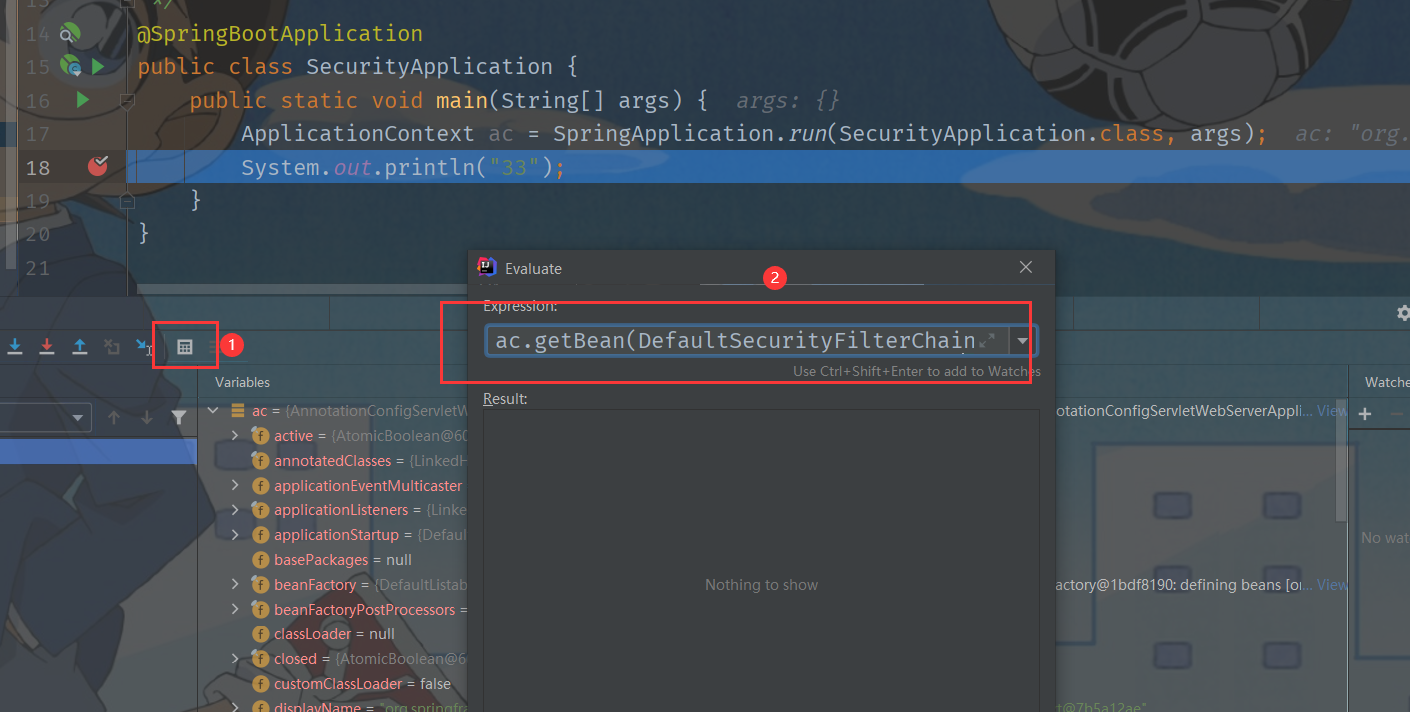 13 */
14 @SpringBootApplication
15 public class SecurityApplication {
16 public static void main(String[] args) { args: {}
17 ApplicationContext ac = SpringApplication.run(SecurityApplication.class, args); ac: "org.
18 System.out.println("33");
19 }
20 }
21
Evaluate
2
Expression:
ac.getBean(DefaultSecurityFilterChain
Use Ctrl+Shift+Enter to add to Watches
1
Variables
Result:
Watche
ac = {AnnotationConfigServletW
otationConfigServletWebServerAppli... View
active = {AtomicBoolean@60
annotatedClasses = {LinkedH
applicationEventMulticaster
applicationListeners = {Linke
applicationStartup = {Defaul
basePackages = null
No wat
beanFactory = {DefaultListab
Nothing to show
actory@1bdf8190: defining beans [or... View
beanFactoryPostProcessors =
classLoader = null
closed = {AtomicBoolean@6
customClassLoader = false
displayName = "org.springfra
t@7b5a12ae"